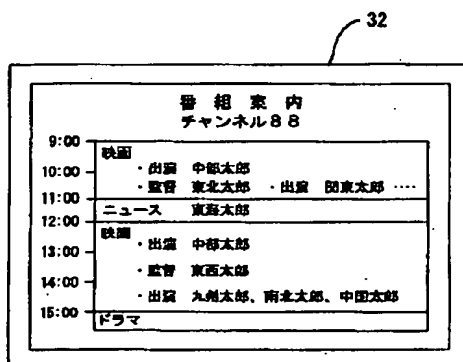 32
番組案内
チャンネル88
9:00
映画
10:00
・出演 中部太郎
・監督 東北太郎 ・出演 関東太郎 ‥‥
11:00
ニュース 東海太郎
12:00
映画
・出演 中部太郎
13:00
・監督 東西太郎
14:00
・出演 九州太郎、南北太郎、中国太郎
15:00
ドラマ